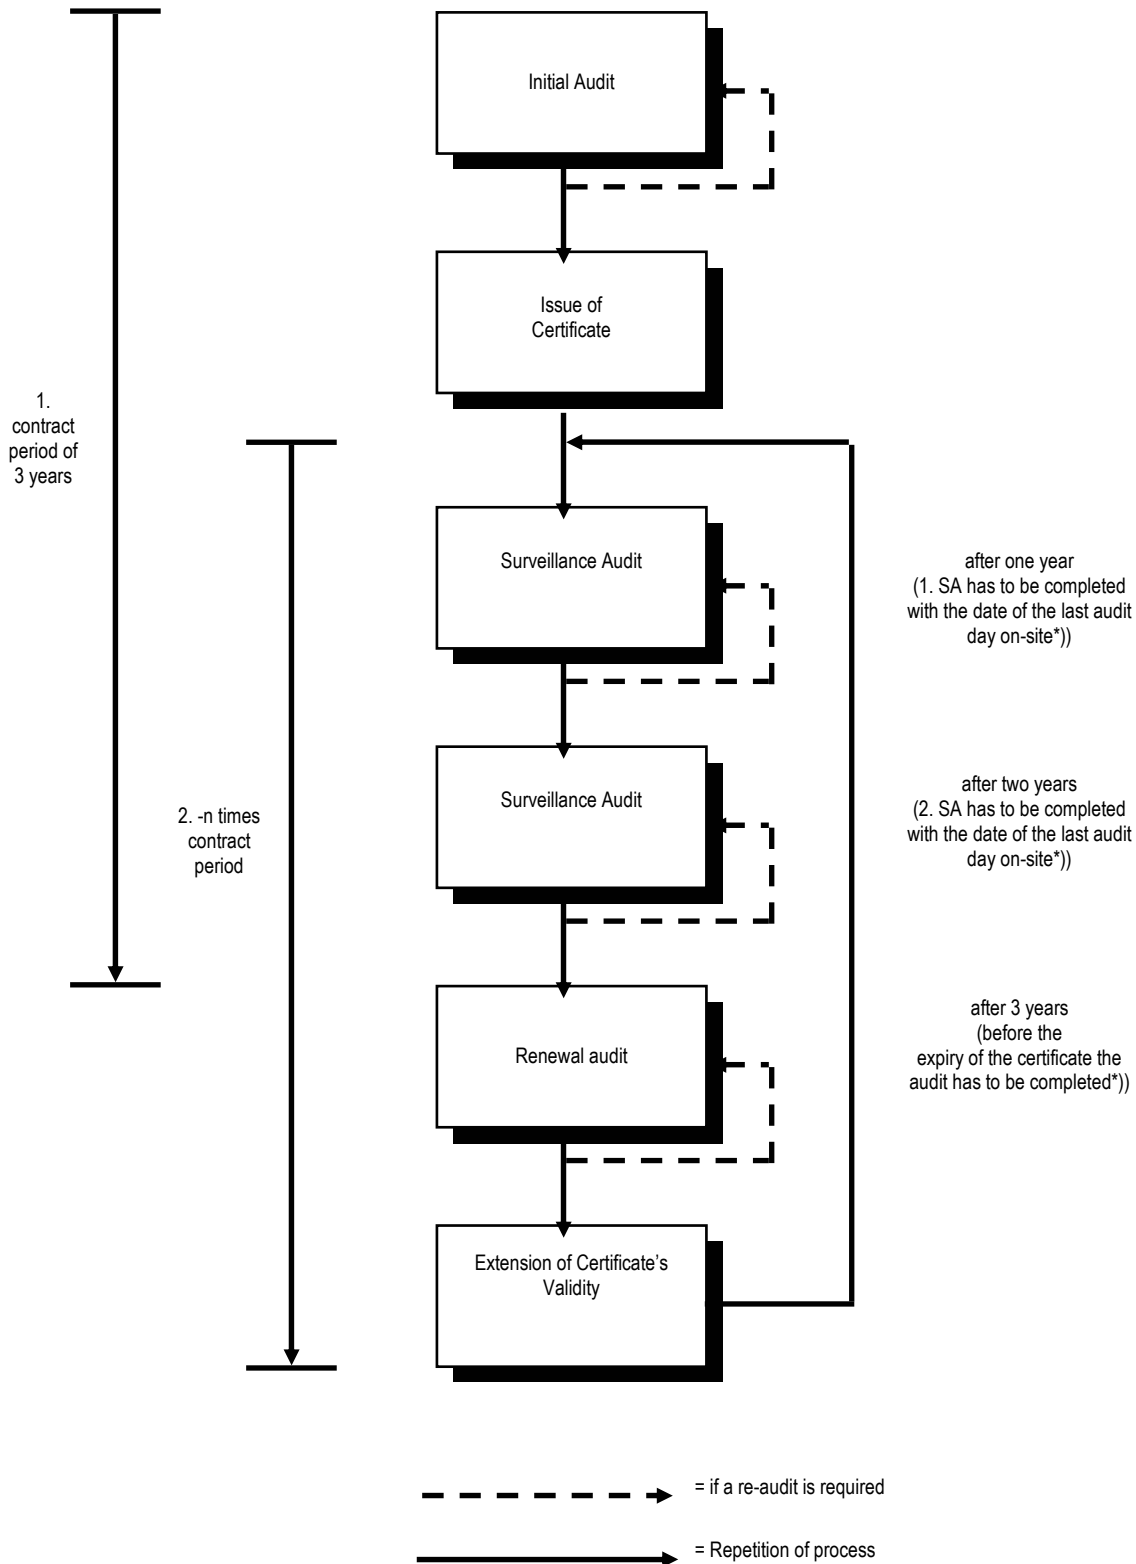 Initial Audit
Issue of
Certificate
1.
contract
period of
3 years
Surveillance Audit
after one year
(1. SA has to be completed
with the date of the last audit
day on-site*))
Surveillance Audit
after two years
(2. SA has to be completed
with the date of the last audit
day on-site*))
2. -n times
contract
period
Renewal audit
after 3 years
(before the
expiry of the certificate the
audit has to be completed*))
Extension of Certificate’s
Validity
= if a re-audit is required
= Repetition of process